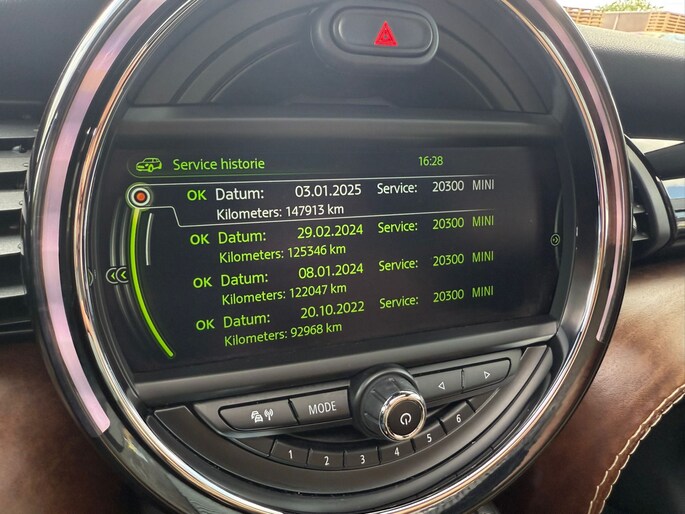 Service historie 16:28
OK Datum: 03.01.2025 Service: 20300 MINI
Kilometers: 147913 km
OK Datum: 29.02.2024 Service: 20300 MINI
Kilometers: 125346 km
OK Datum: 08.01.2024 Service: 20300 MINI
Kilometers: 122047 km
OK Datum: 20.10.2022 Service: 20300 MINI
Kilometers: 92968 km
MODE
1 2 3 4 5 6